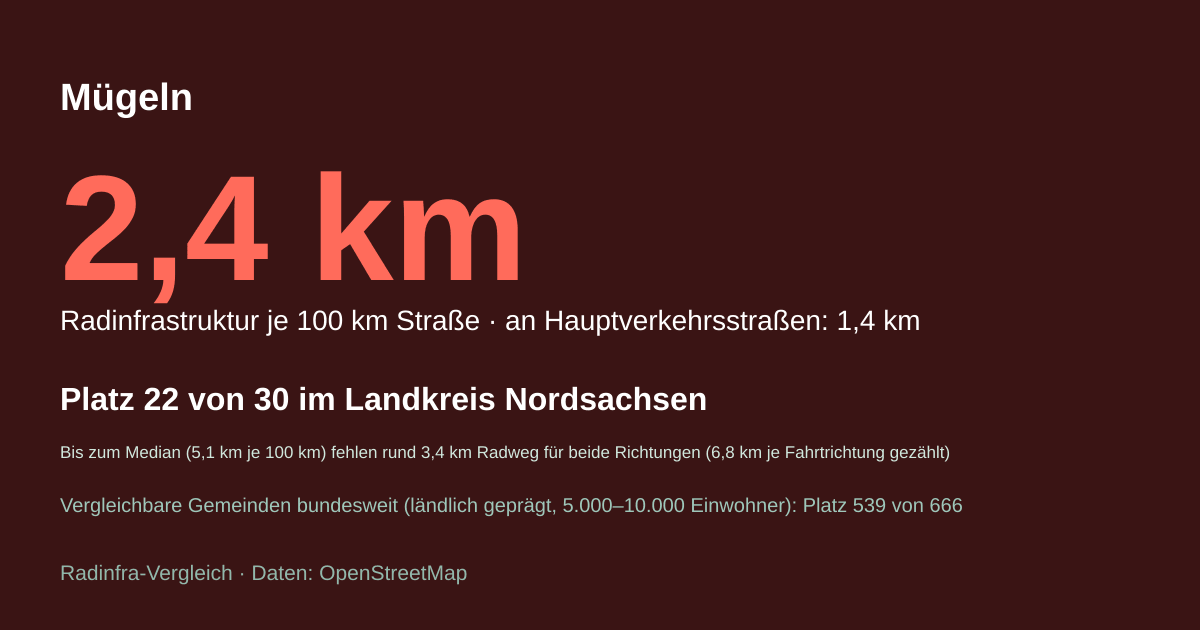 Mügeln
2,4 km
Radinfrastruktur je 100 km Straße · an Hauptverkehrsstraßen: 1,4 km
Platz 22 von 30 im Landkreis Nordsachsen
Bis zum Median (5,1 km je 100 km) fehlen rund 3,4 km Radweg für beide Richtungen (6,8 km je Fahrtrichtung gezählt)
Vergleichbare Gemeinden bundesweit (ländlich geprägt, 5.000–10.000 Einwohner): Platz 539 von 666
Radinfra-Vergleich · Daten: OpenStreetMap